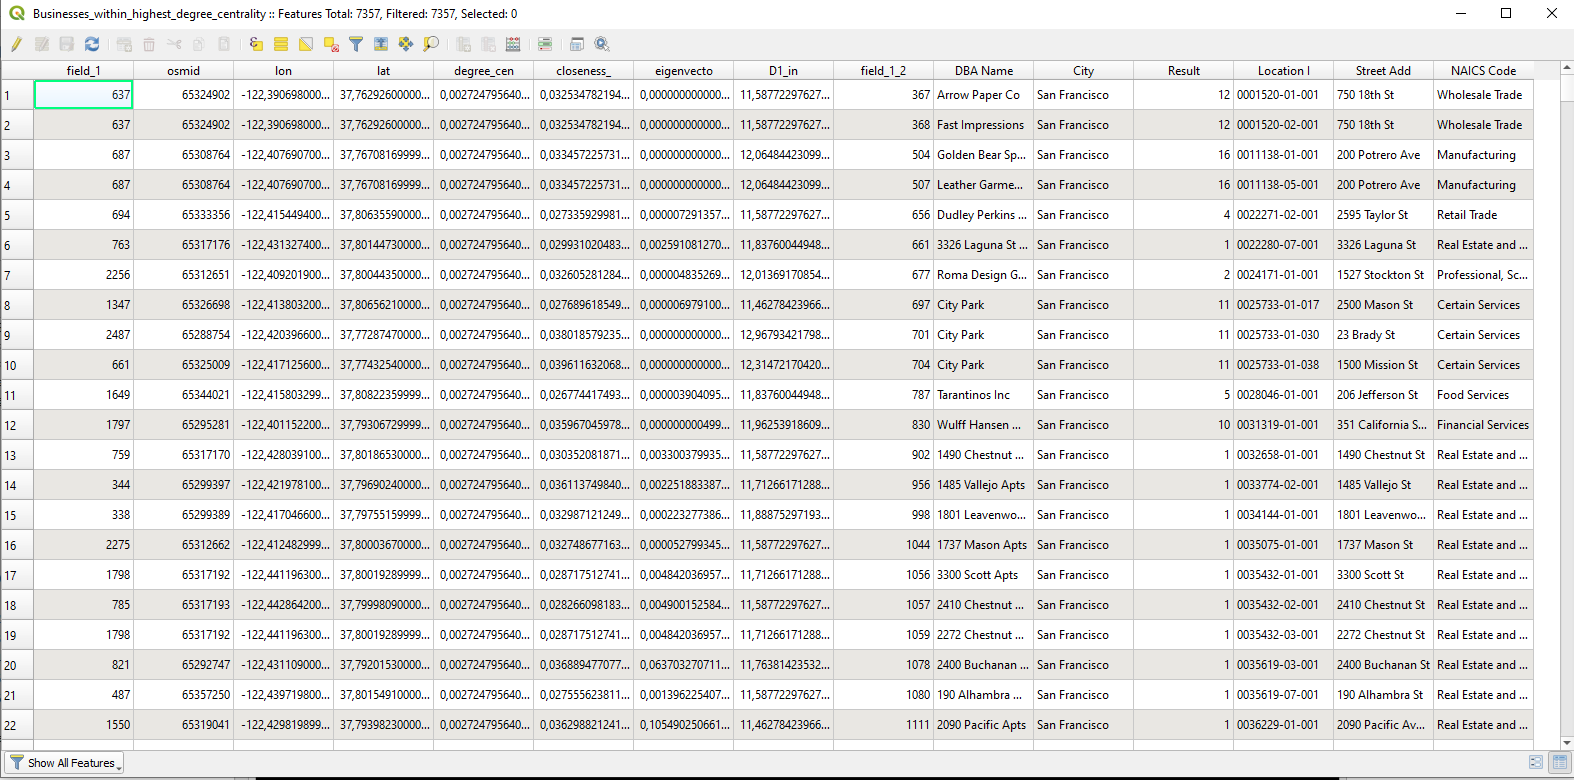 Businesses_within_highest_degree_centrality :: Features Total: 7357, Filtered: 7357, Selected: 0
field_1 osmid lon lat degree_cen closeness_ eigenvecto D1_in field_1_2 DBA Name City Result Location I Street Add NAICS Code
1 637 65324902 -122,390698000... 37,76292600000... 0,002724795640... 0,032534782194... 0,000000000000... 11,58772297627... 367 Arrow Paper Co San Francisco 12 0001520-01-001 750 18th St Wholesale Trade
2 637 65324902 -122,390698000... 37,76292600000... 0,002724795640... 0,032534782194... 0,000000000000... 11,58772297627... 368 Fast Impressions San Francisco 12 0001520-02-001 750 18th St Wholesale Trade
3 687 65308764 -122,407690700... 37,76708169999... 0,002724795640... 0,033457225731... 0,000000000000... 12,06484423099... 504 Golden Bear Sp... San Francisco 16 0011138-01-001 200 Potrero Ave Manufacturing
4 687 65308764 -122,407690700... 37,76708169999... 0,002724795640... 0,033457225731... 0,000000000000... 12,06484423099... 507 Leather Garme... San Francisco 16 0011138-05-001 200 Potrero Ave Manufacturing
5 694 65333356 -122,415449400... 37,80635590000... 0,002724795640... 0,027335929981... 0,000007291357... 11,58772297627... 656 Dudley Perkins ... San Francisco 4 0022271-02-001 2595 Taylor St Retail Trade
6 763 65317176 -122,431327400... 37,80144730000... 0,002724795640... 0,029931020483... 0,002591081270... 11,83760044948... 661 3326 Laguna St ... San Francisco 1 0022280-07-001 3326 Laguna St Real Estate and ...
7 2256 65312651 -122,409201900... 37,80044350000... 0,002724795640... 0,032605281284... 0,000004835269... 12,01369170854... 677 Roma Design G... San Francisco 2 0024171-01-001 1527 Stockton St Professional, Sc...
8 1347 65326698 -122,413803200... 37,80656210000... 0,002724795640... 0,027689618549... 0,000006979100... 11,46278423966... 697 City Park San Francisco 11 0025733-01-017 2500 Mason St Certain Services
9 2487 65288754 -122,420396600... 37,77287470000... 0,002724795640... 0,038018579235... 0,000000000000... 12,96793421798... 701 City Park San Francisco 11 0025733-01-030 23 Brady St Certain Services
10 661 65325009 -122,417125600... 37,77432540000... 0,002724795640... 0,039611632068... 0,000000000000... 12,31472170420... 704 City Park San Francisco 11 0025733-01-038 1500 Mission St Certain Services
11 1649 65344021 -122,415803299... 37,80822359999... 0,002724795640... 0,026774417493... 0,000003904095... 11,83760044948... 787 Tarantinos Inc San Francisco 5 0028046-01-001 206 Jefferson St Food Services
12 1797 65295281 -122,401152200... 37,79306729999... 0,002724795640... 0,035967045978... 0,000000000499... 11,96253918609... 830 Wulff Hansen ... San Francisco 10 0031319-01-001 351 California S... Financial Services
13 759 65317170 -122,428039100... 37,80186530000... 0,002724795640... 0,030352081871... 0,003300379935... 11,58772297627... 902 1490 Chestnut ... San Francisco 1 0032658-01-001 1490 Chestnut St Real Estate and ...
14 344 65299397 -122,421978100... 37,79690240000... 0,002724795640... 0,036113749840... 0,002251883387... 11,71266171288... 956 1485 Vallejo Apts San Francisco 1 0033774-02-001 1485 Vallejo St Real Estate and ...
15 338 65299389 -122,417046600... 37,79755159999... 0,002724795640... 0,032987121249... 0,000223277386... 11,88875297193... 998 1801 Leavenwo... San Francisco 1 0034144-01-001 1801 Leavenwo... Real Estate and ...
16 2275 65312662 -122,412482999... 37,80003670000... 0,002724795640... 0,032748677163... 0,000052799345... 11,58772297627... 1044 1737 Mason Apts San Francisco 1 0035075-01-001 1737 Mason St Real Estate and ...
17 1798 65317192 -122,441196300... 37,80019289999... 0,002724795640... 0,028717512741... 0,004842036957... 11,71266171288... 1056 3300 Scott Apts San Francisco 1 0035432-01-001 3300 Scott St Real Estate and ...
18 785 65317193 -122,442864200... 37,79998090000... 0,002724795640... 0,028266098183... 0,004900152584... 11,58772297627... 1057 2410 Chestnut ... San Francisco 1 0035432-02-001 2410 Chestnut St Real Estate and ...
19 1798 65317192 -122,441196300... 37,80019289999... 0,002724795640... 0,028717512741... 0,004842036957... 11,71266171288... 1059 2272 Chestnut ... San Francisco 1 0035432-03-001 2272 Chestnut St Real Estate and ...
20 821 65292747 -122,431109000... 37,79201530000... 0,002724795640... 0,036889477077... 0,063703270711... 11,76381423532... 1078 2400 Buchanan ... San Francisco 1 0035619-03-001 2400 Buchanan St Real Estate and ...
21 487 65357250 -122,439719800... 37,80154910000... 0,002724795640... 0,027555623811... 0,001396225407... 11,58772297627... 1080 190 Alhambra ... San Francisco 1 0035619-07-001 190 Alhambra St Real Estate and ...
22 1550 65319041 -122,429819899... 37,79398230000... 0,002724795640... 0,036298821241... 0,105490250661... 11,46278423966... 1111 2090 Pacific Apts San Francisco 1 0036229-01-001 2090 Pacific Av... Real Estate and ...
Show All Features